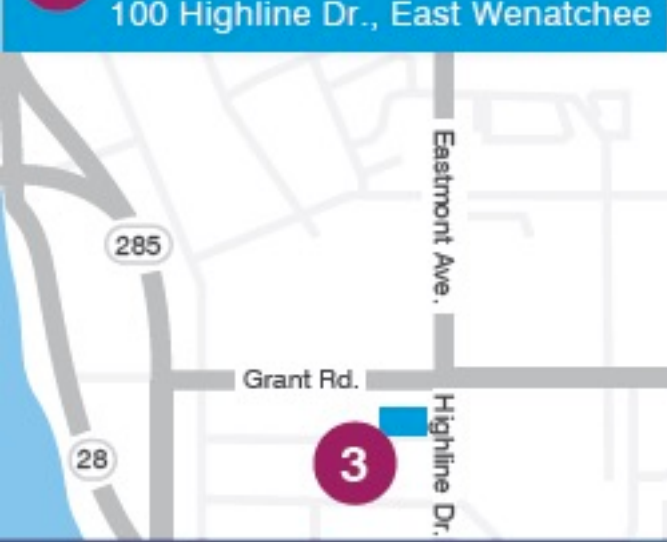 100 Highline Dr., East Wenatchee
Eastmont Ave.
285
Grant Rd.
Highline Dr.
3
28